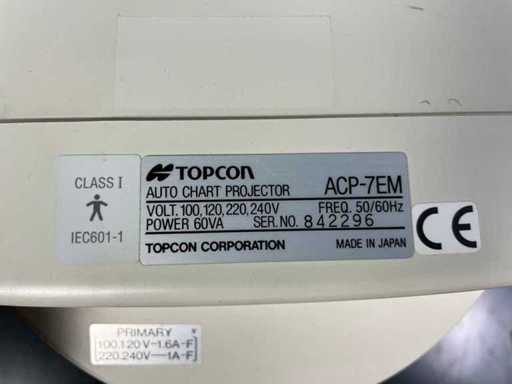 CLASS I
IEC601-1
TOPCON
AUTO CHART PROJECTOR ACP-7EM
VOLT. 100,120,220,240V FREQ. 50/60Hz
POWER 60VA SER.NO. 842296
TOPCON CORPORATION MADE IN JAPAN
CE
PRIMARY v
100.120V-1.6A-F
220.240V-1A-F